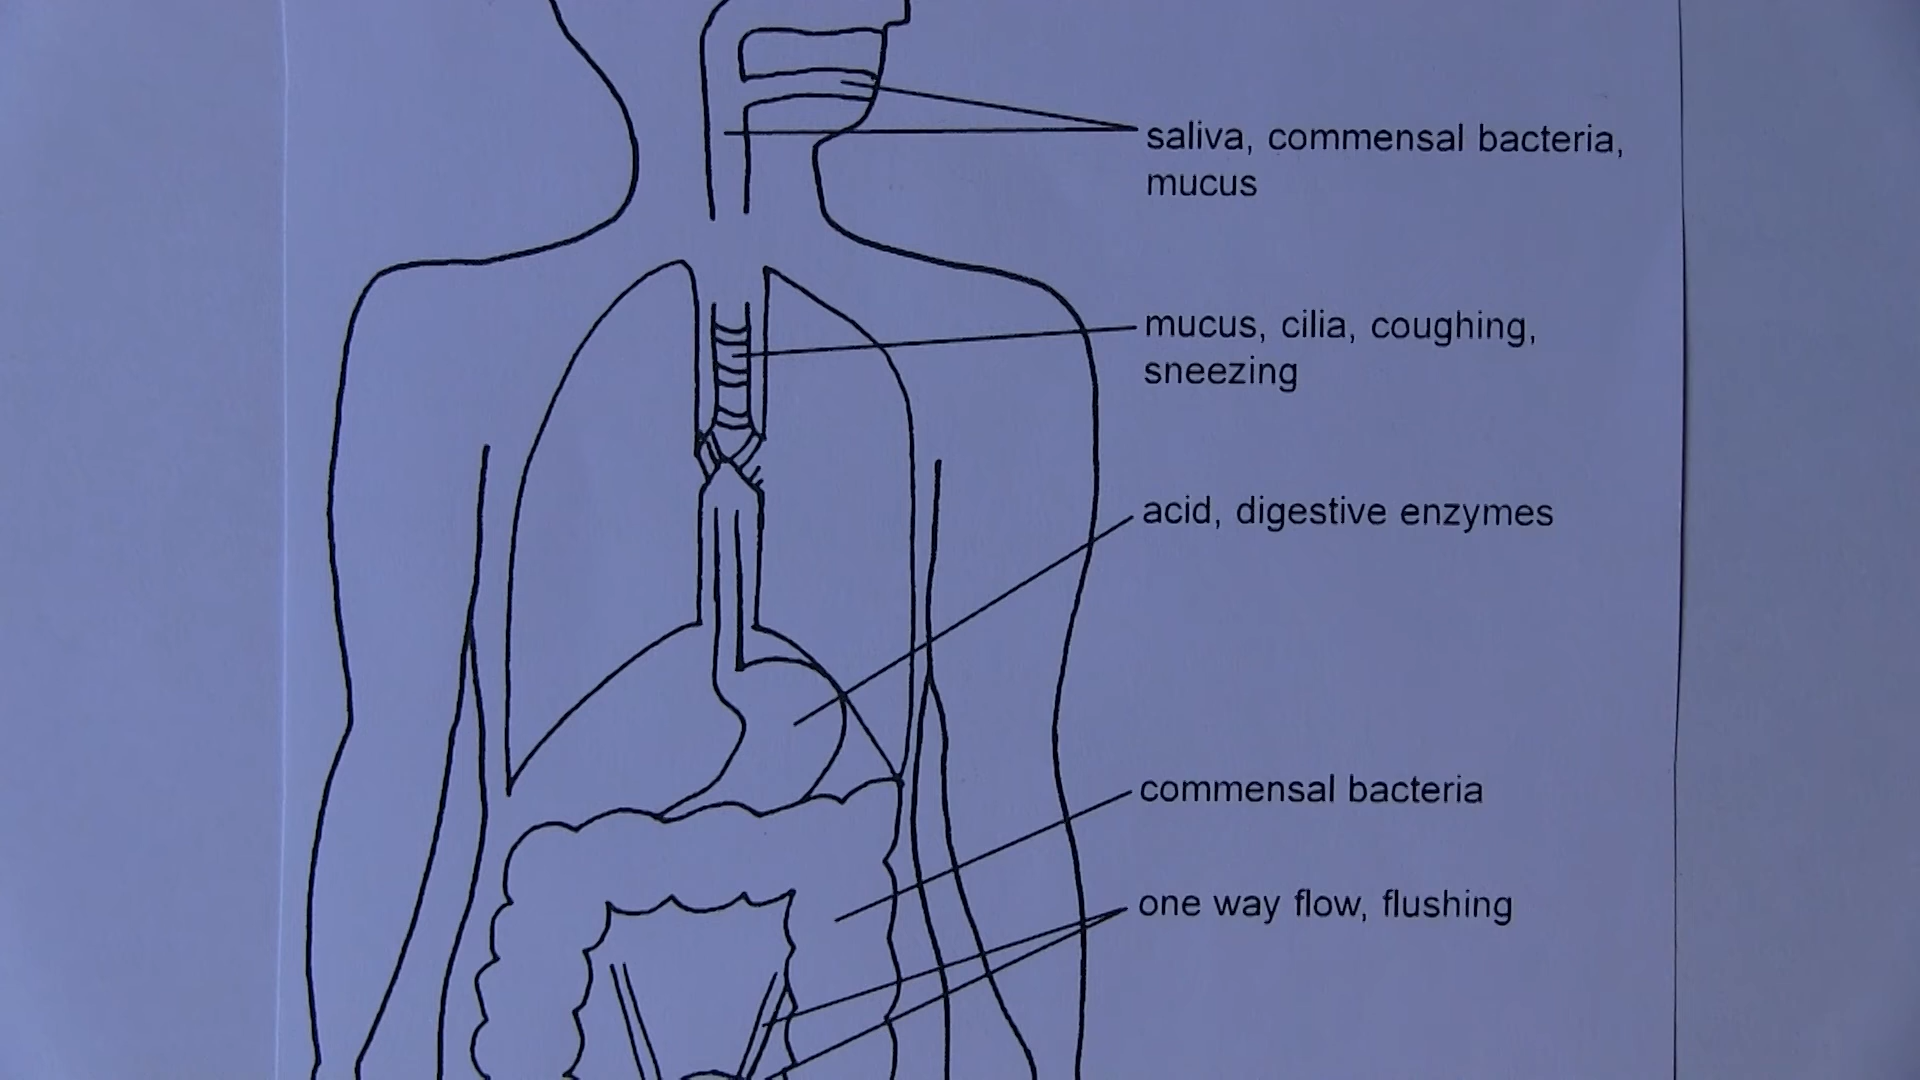 saliva, commensal bacteria,
mucus
mucus, cilia, coughing,
sneezing
acid, digestive enzymes
commensal bacteria
one way flow, flushing